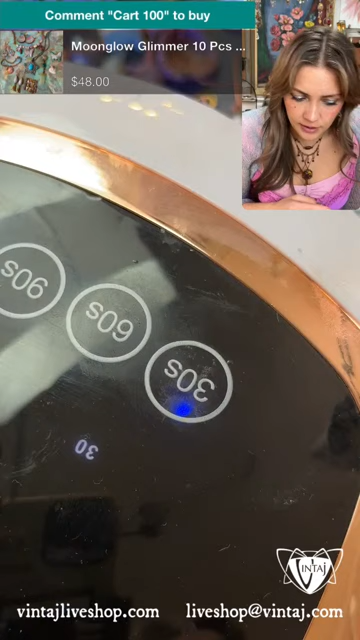 Comment "Cart 100" to buy
Moonglow Glimmer 10 Pcs ...
$48.00
90s
60s
30s
30
VINTAJ
vintajliveshop.com liveshop@vintaj.com